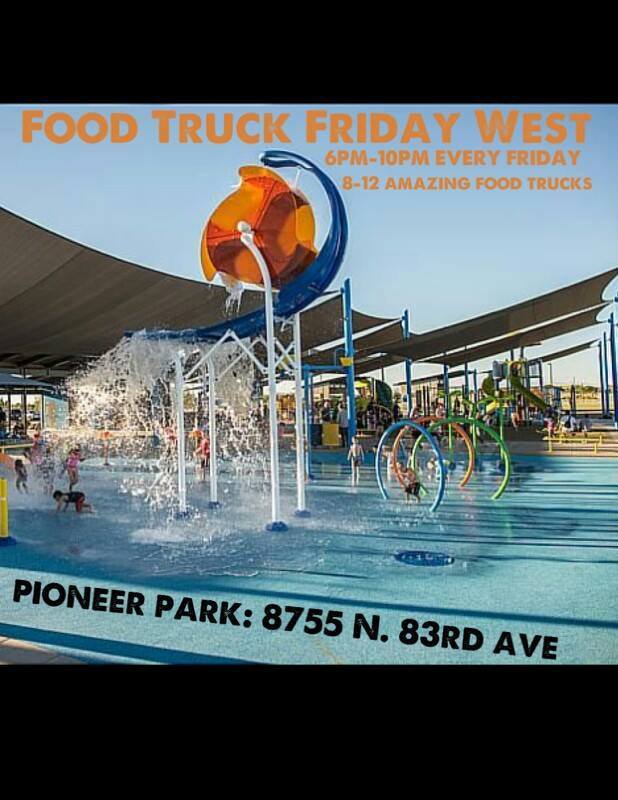 Food Truck Friday West
6PM-10PM EVERY FRIDAY
8-12 AMAZING FOOD TRUCKS
PIONEER PARK: 8755 N. 83RD AVE